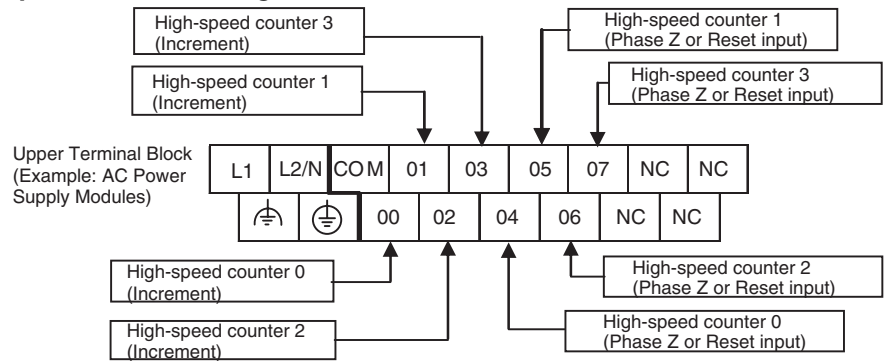 High-speed counter 3
(Increment)
High-speed counter 1
(Phase Z or Reset input)
High-speed counter 1
(Increment)
High-speed counter 3
(Phase Z or Reset input)
Upper Terminal Block
(Example: AC Power
Supply Modules)
L1 L2/N COM 01 03 05 07 NC NC
00 02 04 06 NC NC
High-speed counter 0
(Increment)
High-speed counter 2
(Phase Z or Reset input)
High-speed counter 2
(Increment)
High-speed counter 0
(Phase Z or Reset input)